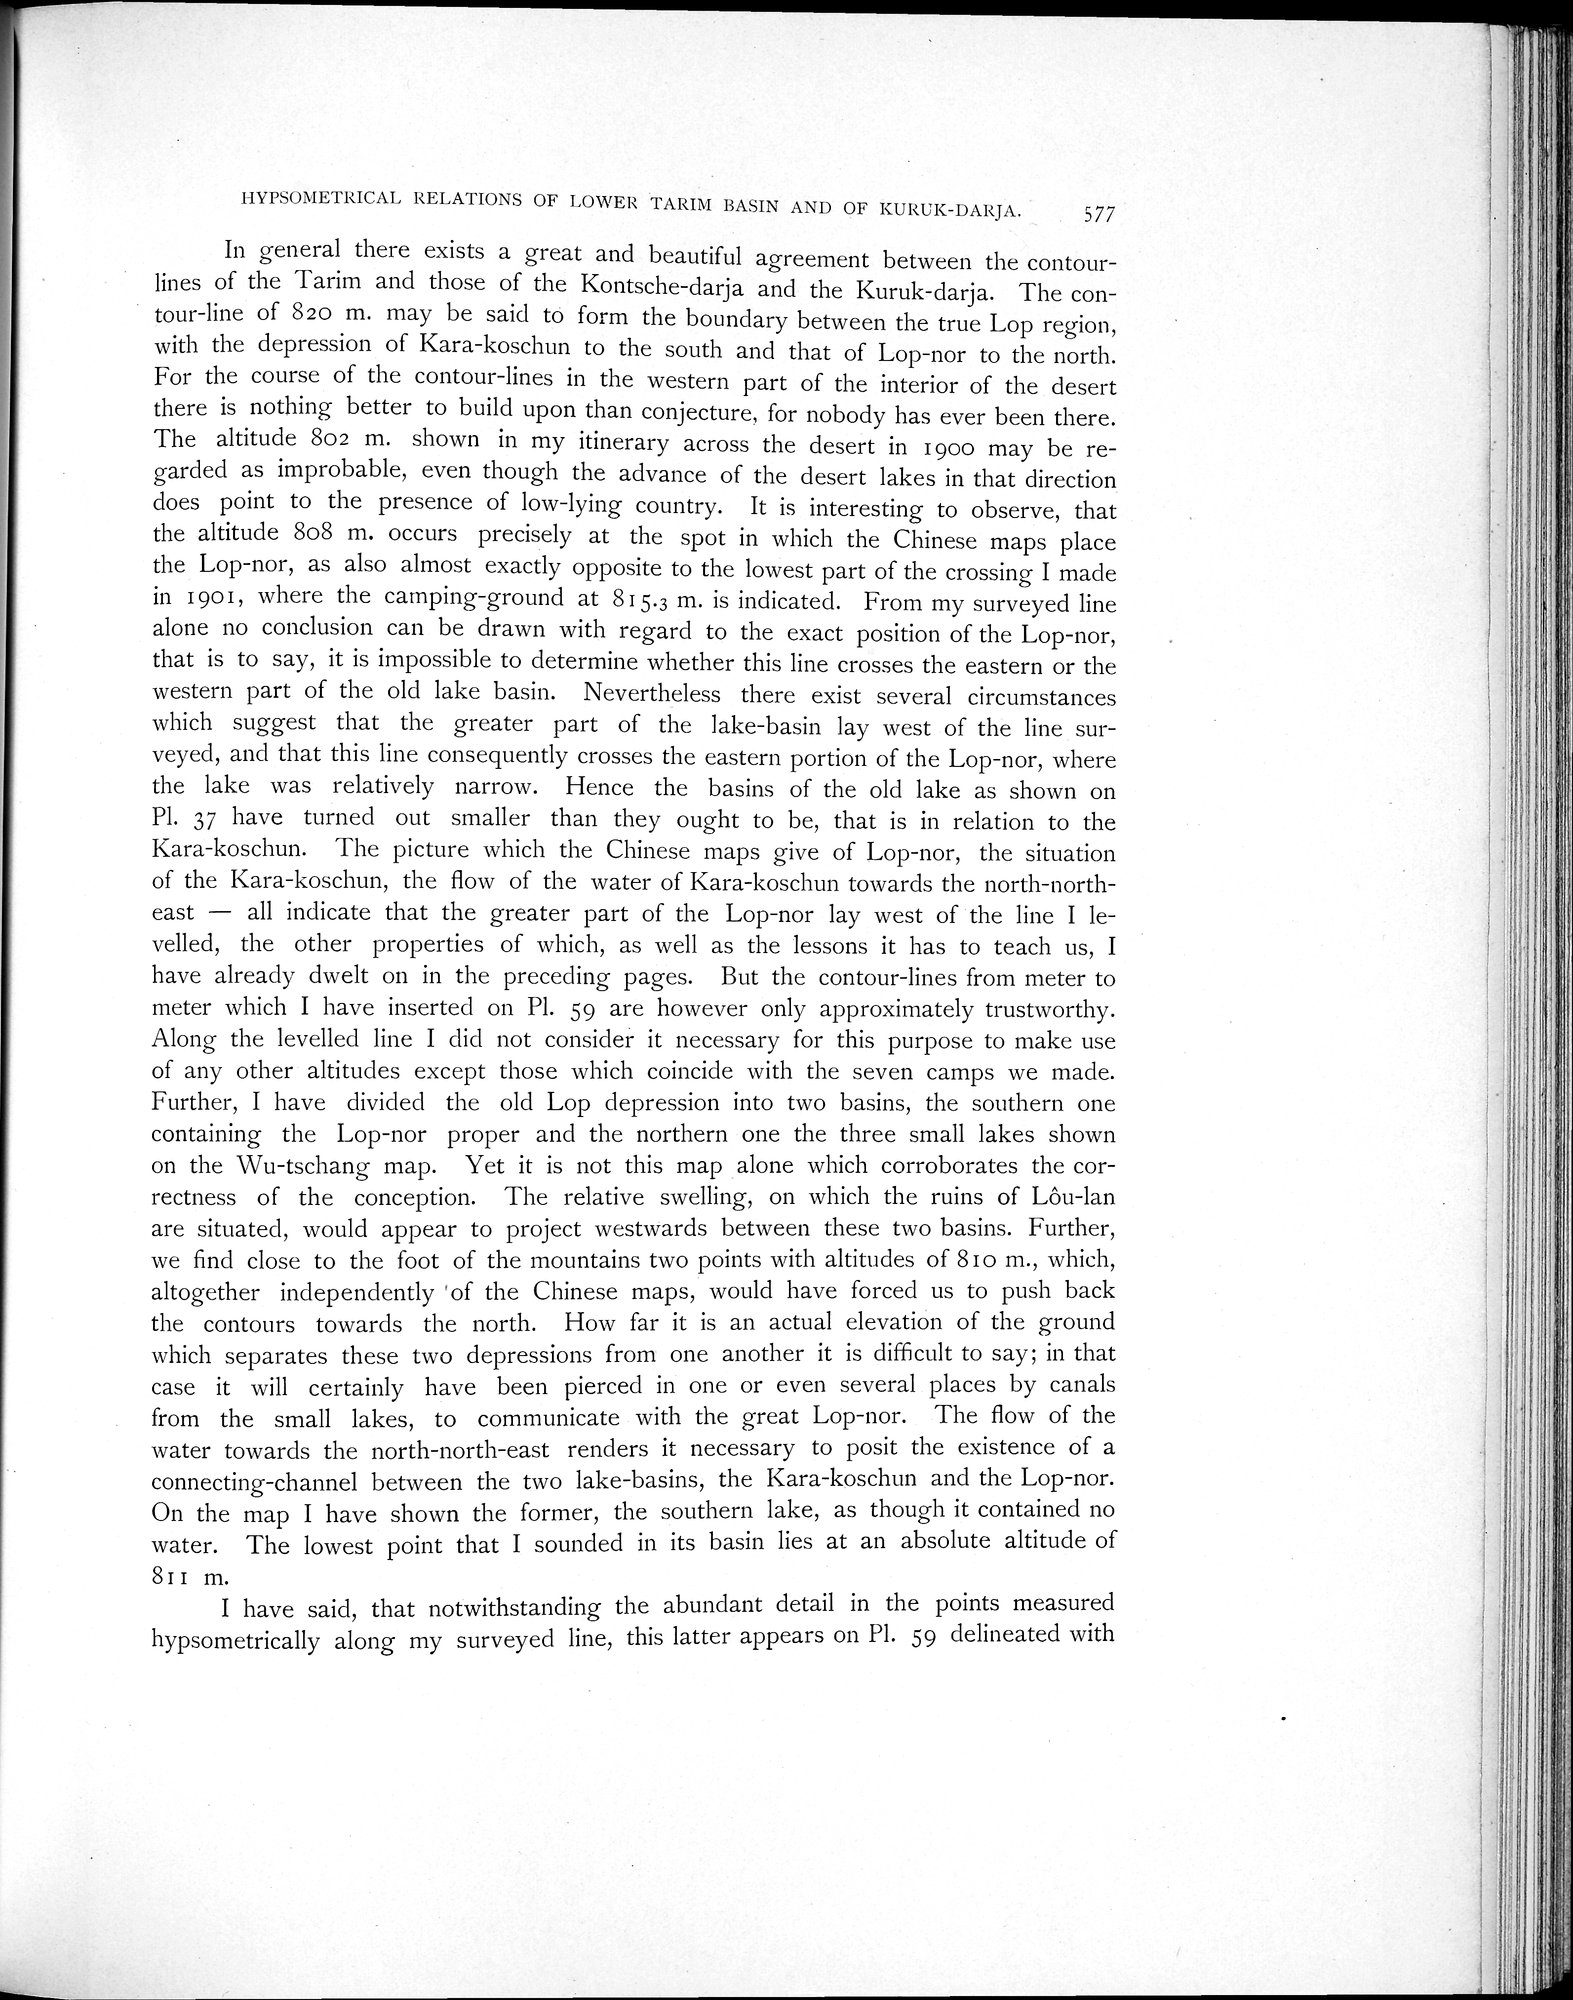 HYPSOMETRICAL RELATIONS OF LOWER TARIM BASIN AND OF KURUK-DARJA. 577
In general there exists a great and beautiful agreement between the contour-
lines of the Tarim and those of the Kontsche-darja and the Kuruk-darja. The con-
tour-line of 820 m. may be said to form the boundary between the true Lop region,
with the depression of Kara-koschun to the south and that of Lop-nor to the north.
For the course of the contour-lines in the western part of the interior of the desert
there is nothing better to build upon than conjecture, for nobody has ever been there.
The altitude 802 m. shown in my itinerary across the desert in 1900 may be re-
garded as improbable, even though the advance of the desert lakes in that direction
does point to the presence of low-lying country. It is interesting to observe, that
the altitude 808 m. occurs precisely at the spot in which the Chinese maps place
the Lop-nor, as also almost exactly opposite to the lowest part of the crossing I made
in 1901, where the camping-ground at 815.3 m. is indicated. From my surveyed line
alone no conclusion can be drawn with regard to the exact position of the Lop-nor,
that is to say, it is impossible to determine whether this line crosses the eastern or the
western part of the old lake basin. Nevertheless there exist several circumstances
which suggest that the greater part of the lake-basin lay west of the line sur-
veyed, and that this line consequently crosses the eastern portion of the Lop-nor, where
the lake was relatively narrow. Hence the basins of the old lake as shown on
Pl. 37 have turned out smaller than they ought to be, that is in relation to the
Kara-koschun. The picture which the Chinese maps give of Lop-nor, the situation
of the Kara-koschun, the flow of the water of Kara-koschun towards the north-north-
east — all indicate that the greater part of the Lop-nor lay west of the line I le-
velled, the other properties of which, as well as the lessons it has to teach us, I
have already dwelt on in the preceding pages. But the contour-lines from meter to
meter which I have inserted on Pl. 59 are however only approximately trustworthy.
Along the levelled line I did not consider it necessary for this purpose to make use
of any other altitudes except those which coincide with the seven camps we made.
Further, I have divided the old Lop depression into two basins, the southern one
containing the Lop-nor proper and the northern one the three small lakes shown
on the Wu-tschang map. Yet it is not this map alone which corroborates the cor-
rectness of the conception. The relative swelling, on which the ruins of Lôu-lan
are situated, would appear to project westwards between these two basins. Further,
we find close to the foot of the mountains two points with altitudes of 810 m., which,
altogether independently of the Chinese maps, would have forced us to push back
the contours towards the north. How far it is an actual elevation of the ground
which separates these two depressions from one another it is difficult to say; in that
case it will certainly have been pierced in one or even several places by canals
from the small lakes, to communicate with the great Lop-nor. The flow of the
water towards the north-north-east renders it necessary to posit the existence of a
connecting-channel between the two lake-basins, the Kara-koschun and the Lop-nor.
On the map I have shown the former, the southern lake, as though it contained no
water. The lowest point that I sounded in its basin lies at an absolute altitude of
811 m.
I have said, that notwithstanding the abundant detail in the points measured
hypsometrically along my surveyed line, this latter appears on Pl. 59 delineated with